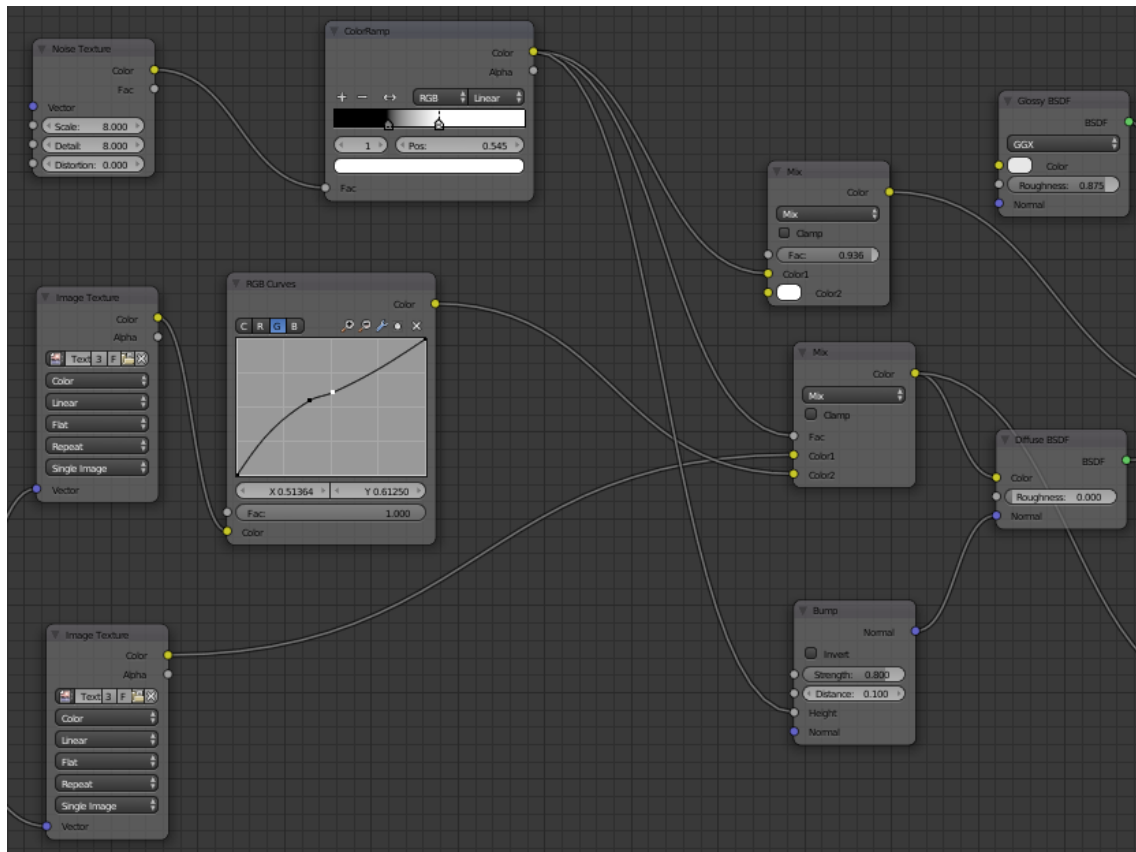 Noise Texture
Color
Fac
Vector
Scale: 8.000
Detail: 8.000
Distortion: 0.000
ColorRamp
Color
Alpha
RGB Linear
1 Pos: 0.545
Fac
Glossy BSDF
BSDF
GGX
Color
Roughness: 0.875
Normal
Mix
Color
Mix
Clamp
Fac: 0.936
Color1
Color2
Image Texture
Color
Alpha
Text 3 F
Color
Linear
Flat
Repeat
Single Image
Vector
RGB Curves
Color
C R G B
X 0.51364 Y 0.61250
Fac: 1.000
Color
Mix
Color
Mix
Clamp
Fac
Color1
Color2
Diffuse BSDF
BSDF
Color
Roughness: 0.000
Normal
Image Texture
Color
Alpha
Text 3 F
Color
Linear
Flat
Repeat
Single Image
Vector
Bump
Normal
Invert
Strength: 0.800
Distance: 0.100
Height
Normal